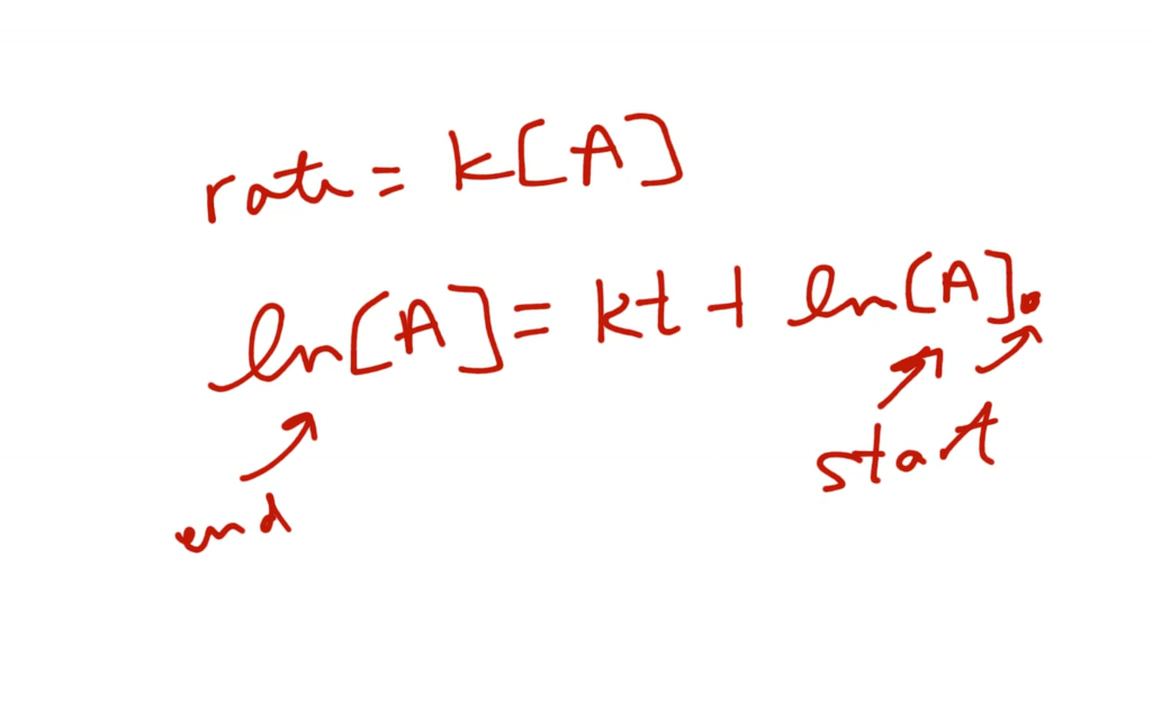 rate = k[A]
ln[A] = kt + ln[A]₀
end
start